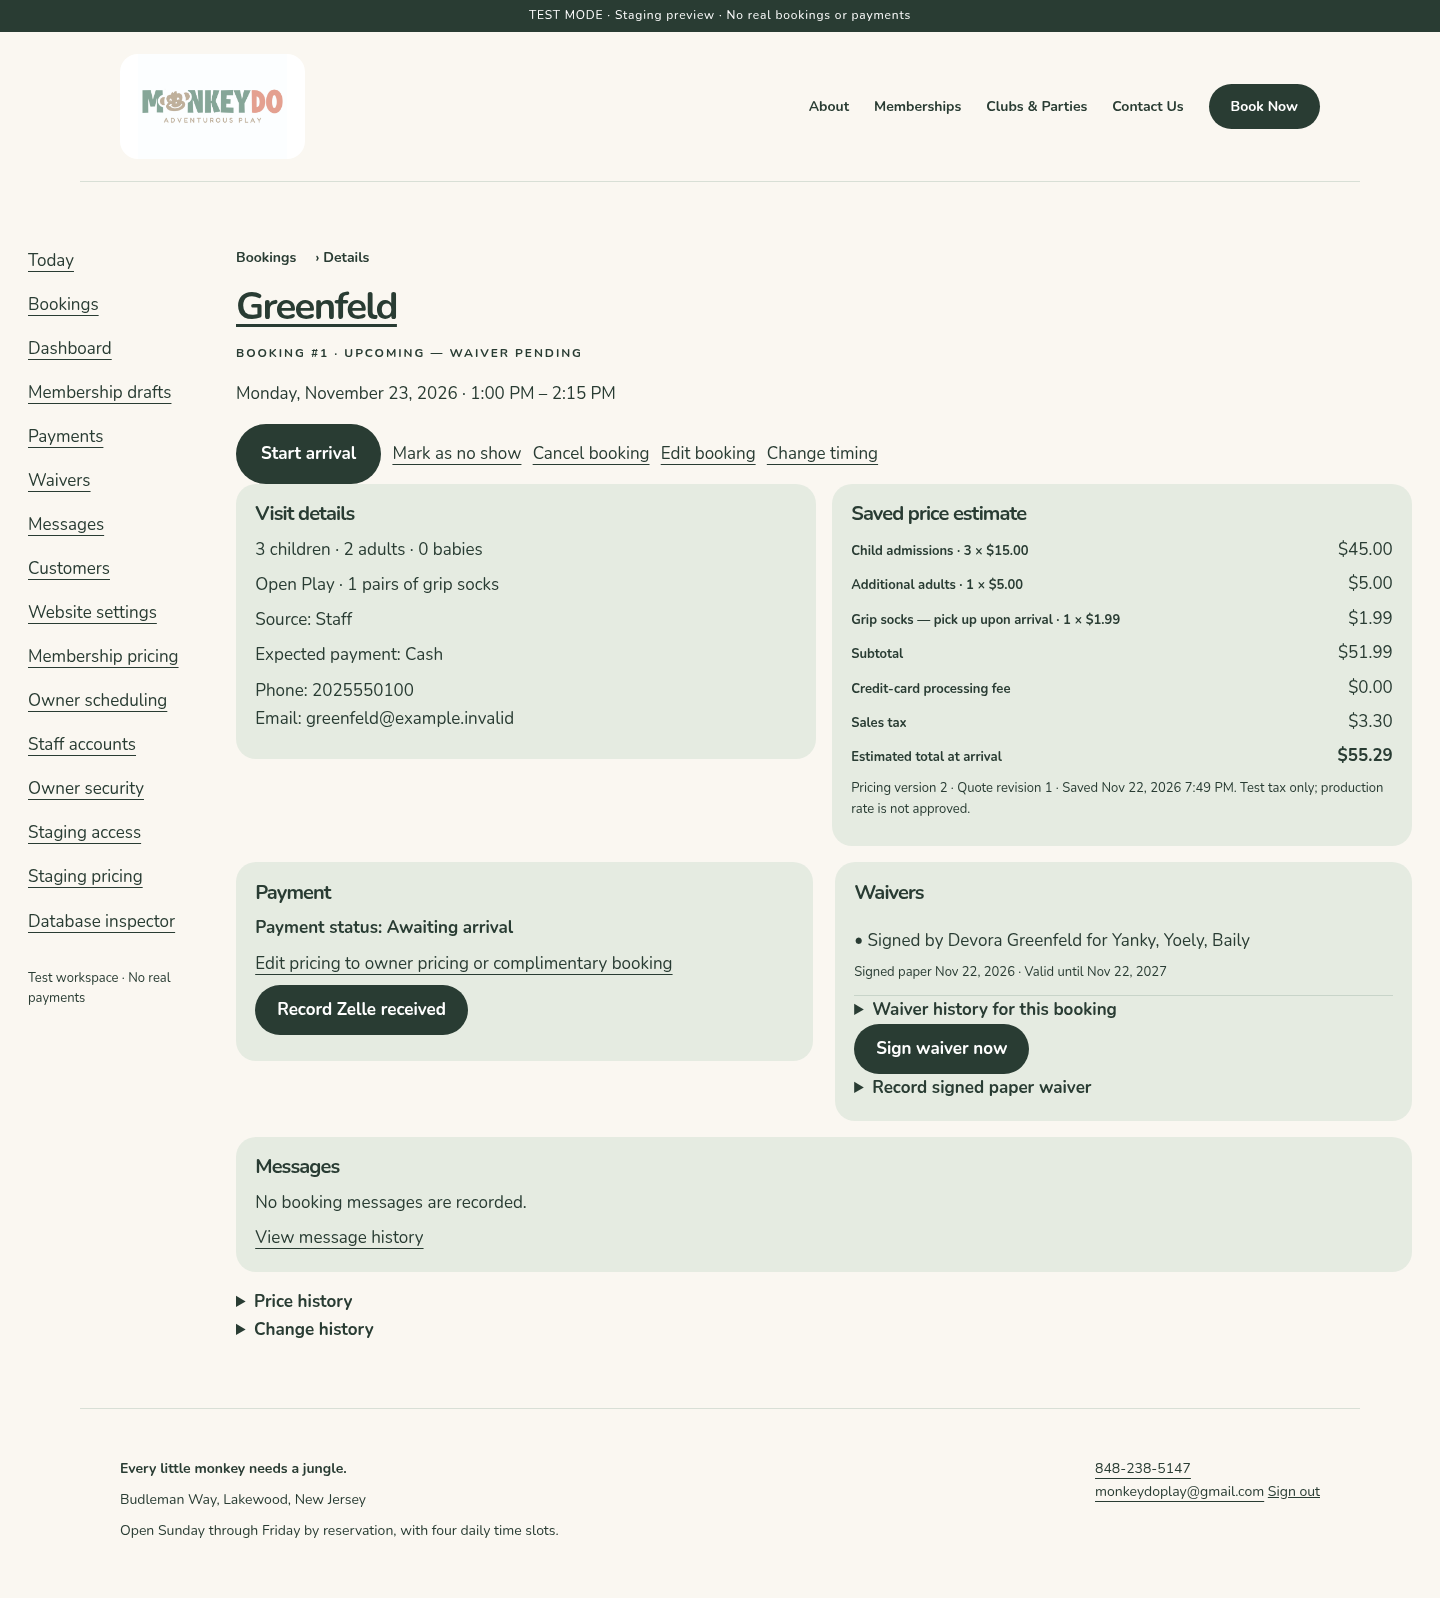 TEST MODE · Staging preview · No real bookings or payments
MONKEYDO
ADVENTUROUS PLAY
About
Memberships
Clubs & Parties
Contact Us
Book Now
Today
Bookings
Dashboard
Membership drafts
Payments
Waivers
Messages
Customers
Website settings
Membership pricing
Owner scheduling
Staff accounts
Owner security
Staging access
Staging pricing
Database inspector
Test workspace · No real
payments
Bookings › Details
Greenfeld
BOOKING #1 · UPCOMING — WAIVER PENDING
Monday, November 23, 2026 · 1:00 PM – 2:15 PM
Start arrival Mark as no show Cancel booking Edit booking Change timing
Visit details
3 children · 2 adults · 0 babies
Open Play · 1 pairs of grip socks
Source: Staff
Expected payment: Cash
Phone: 2025550100
Email: greenfeld@example.invalid
Saved price estimate
Child admissions · 3 × $15.00 $45.00
Additional adults · 1 × $5.00 $5.00
Grip socks — pick up upon arrival · 1 × $1.99 $1.99
Subtotal $51.99
Credit-card processing fee $0.00
Sales tax $3.30
Estimated total at arrival $55.29
Pricing version 2 · Quote revision 1 · Saved Nov 22, 2026 7:49 PM. Test tax only; production
rate is not approved.
Payment
Payment status: Awaiting arrival
Edit pricing to owner pricing or complimentary booking
Record Zelle received
Waivers
• Signed by Devora Greenfeld for Yanky, Yoely, Baily
Signed paper Nov 22, 2026 · Valid until Nov 22, 2027
▶ Waiver history for this booking
Sign waiver now
▶ Record signed paper waiver
Messages
No booking messages are recorded.
View message history
▶ Price history
▶ Change history
Every little monkey needs a jungle.
Budleman Way, Lakewood, New Jersey
Open Sunday through Friday by reservation, with four daily time slots.
848-238-5147
monkeydoplay@gmail.com Sign out